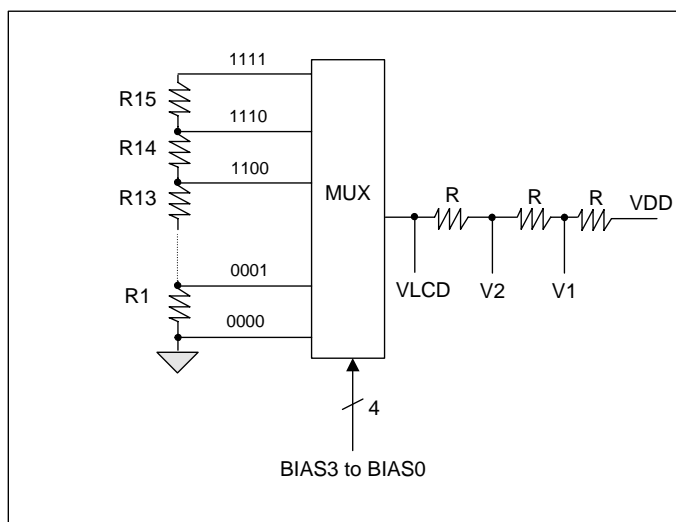 1111
R15
1110
R14
1100
R13
MUX
R
R
R
VDD
0001
VLCD
V2
V1
R1
0000
4
BIAS3 to BIAS0